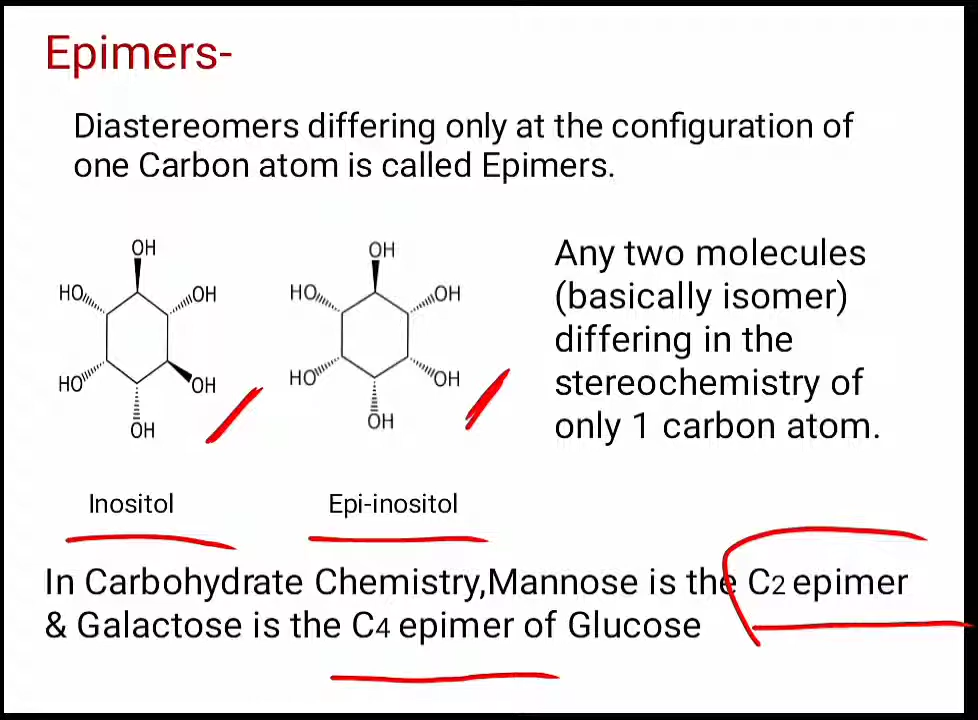 Epimers-
Diastereomers differing only at the configuration of
one Carbon atom is called Epimers.
OH
HO
OH
HO
OH
OH
OH
HO
OH
HO
OH
OH
Any two molecules
(basically isomer)
differing in the
stereochemistry of
only 1 carbon atom.
Inositol
Epi-inositol
In Carbohydrate Chemistry,Mannose is the C2 epimer
& Galactose is the C4 epimer of Glucose